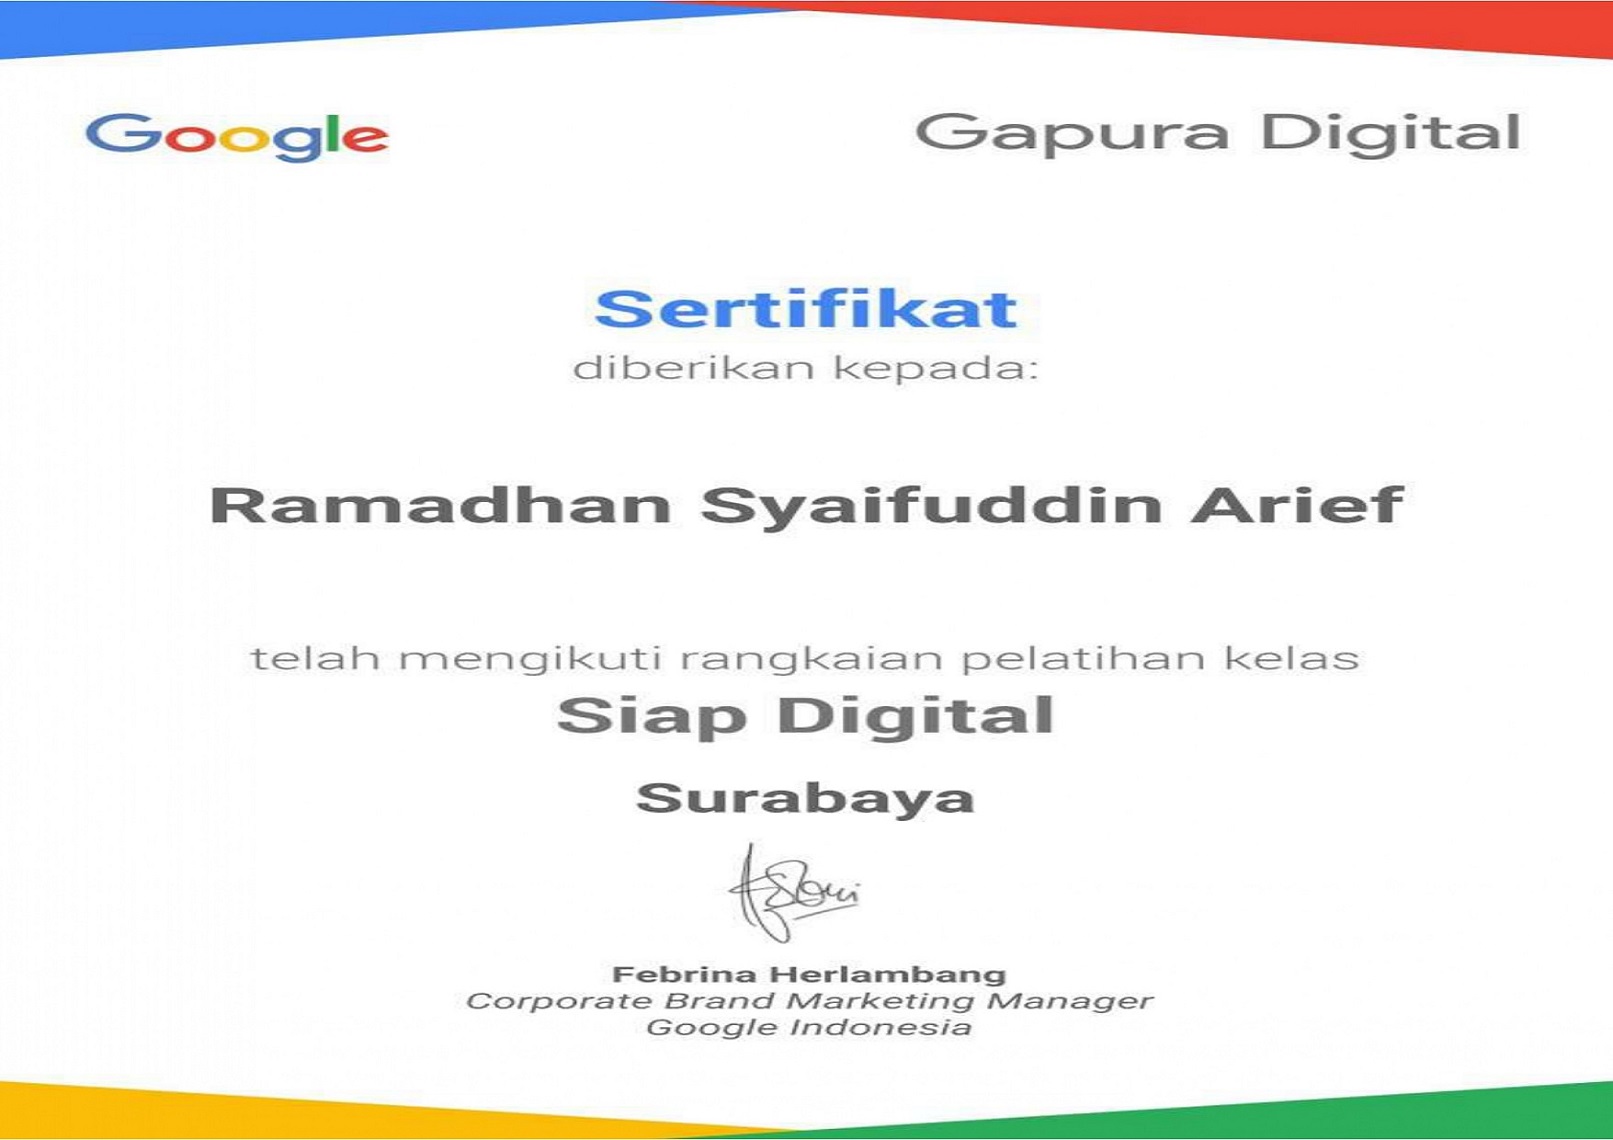 Google
Gapura Digital
Sertifikat
diberikan kepada:
Ramadhan Syaifuddin Arief
telah mengikuti rangkaian pelatihan kelas
Siap Digital
Surabaya
Febrina Herlambang
Corporate Brand Marketing Manager
Google Indonesia